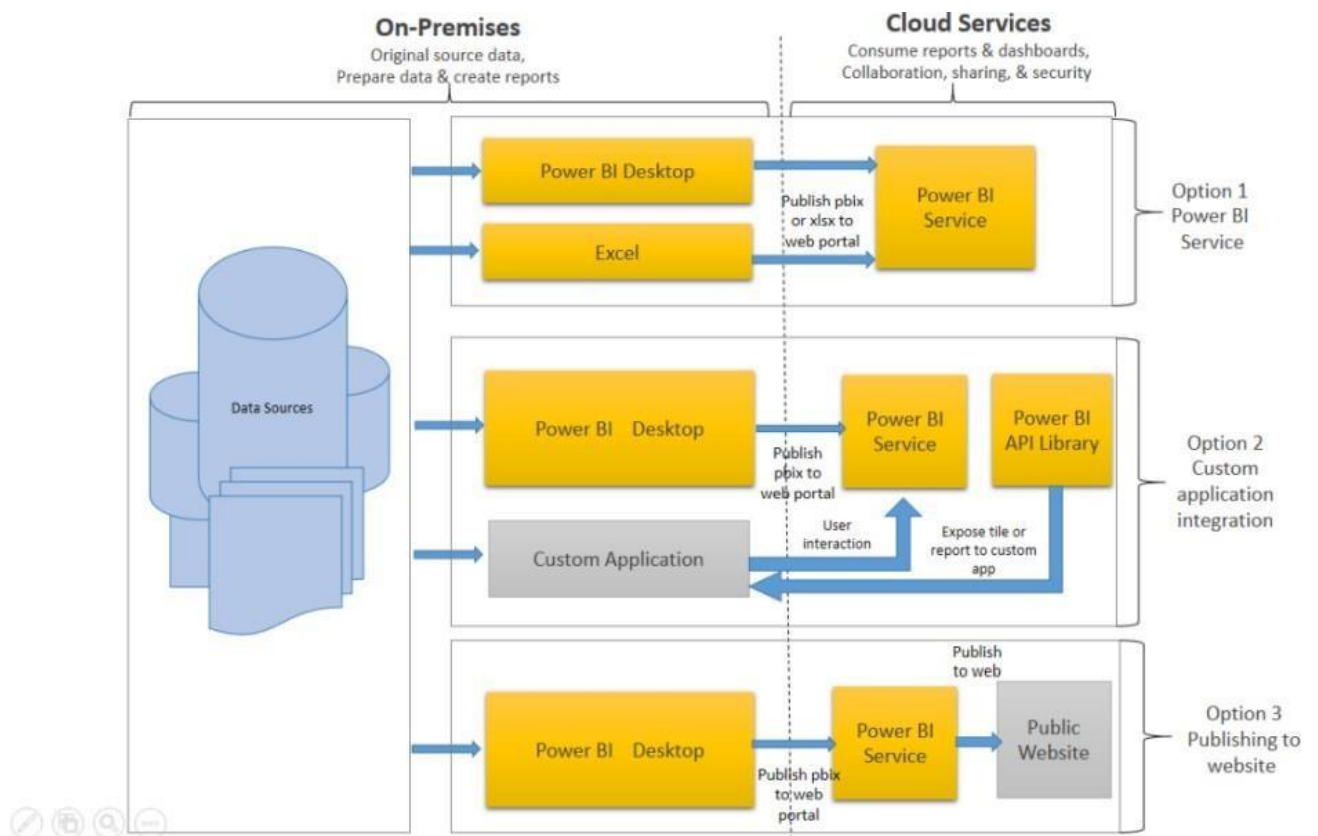 On-Premises
Original source data,
Prepare data & create reports
Cloud Services
Consume reports & dashboards,
Collaboration, sharing, & security
Data Sources
Power BI Desktop
Excel
Publish pbix
or xlsx to
web portal
Power BI
Service
Option 1
Power BI
Service
Power BI Desktop
Publish
pbix to
web portal
Power BI
Service
Power BI
API Library
Custom Application
User
interaction
Expose tile or
report to custom
app
Option 2
Custom
application
integration
Power BI Desktop
Publish pbix
to web
portal
Power BI
Service
Publish
to web
Public
Website
Option 3
Publishing to
website